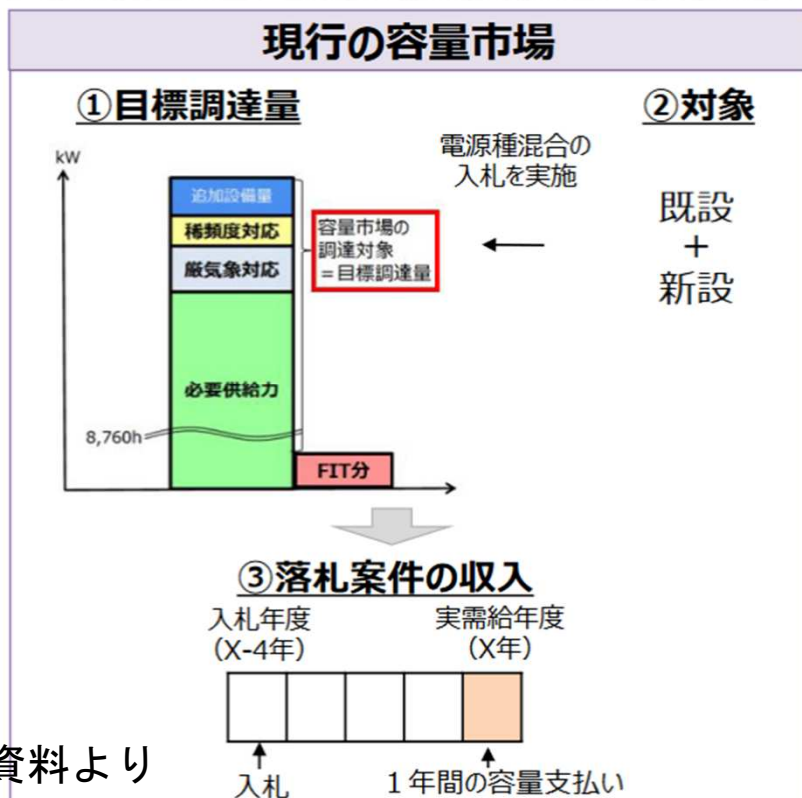 現行の容量市場
①目標調達量
②対象
kW
追加設備量
稀頻度対応
厳気象対応
必要供給力
8,760h
FIT分
容量市場の
調達対象
＝目標調達量
電源種混合の
入札を実施
既設
+
新設
③落札案件の収入
入札年度
(X-4年)
実需給年度
(X年)
入札
1年間の容量支払い
資料より